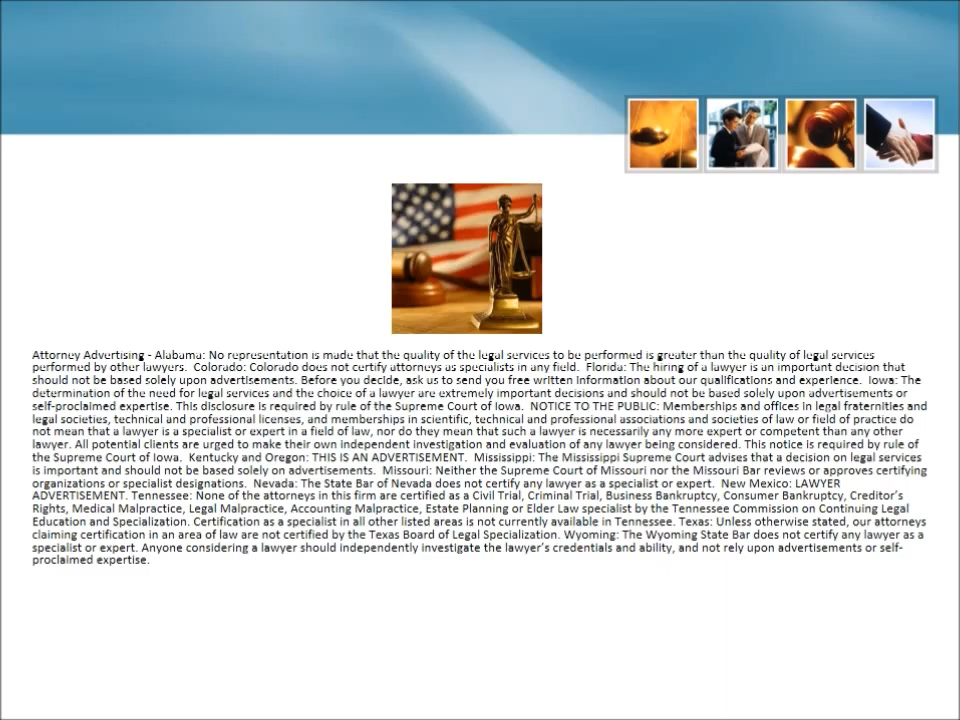 Attorney Advertising - Alabama: No representation is made that the quality of the legal services to be performed is greater than the quality of legal services
performed by other lawyers.  Colorado: Colorado does not certify attorneys as specialists in any field.  Florida: The hiring of a lawyer is an important decision that
should not be based solely upon advertisements. Before you decide, ask us to send you free written information about our qualifications and experience.  Iowa: The
determination of the need for legal services and the choice of a lawyer are extremely important decisions and should not be based solely upon advertisements or
self-proclaimed expertise. This disclosure is required by rule of the Supreme Court of Iowa.  NOTICE TO THE PUBLIC: Memberships and offices in legal fraternities and
legal societies, technical and professional licenses, and memberships in scientific, technical and professional associations and societies of law or field of practice do
not mean that a lawyer is a specialist or expert in a field of law, nor do they mean that such a lawyer is necessarily any more expert or competent than any other
lawyer. All potential clients are urged to make their own independent investigation and evaluation of any lawyer being considered. This notice is required by rule of
the Supreme Court of Iowa.  Kentucky and Oregon: THIS IS AN ADVERTISEMENT.  Mississippi: The Mississippi Supreme Court advises that a decision on legal services
is important and should not be based solely on advertisements.  Missouri: Neither the Supreme Court of Missouri nor the Missouri Bar reviews or approves certifying
organizations or specialist designations.  Nevada: The State Bar of Nevada does not certify any lawyer as a specialist or expert.  New Mexico: LAWYER
ADVERTISEMENT. Tennessee: None of the attorneys in this firm are certified as a Civil Trial, Criminal Trial, Business Bankruptcy, Consumer Bankruptcy, Creditor's
Rights, Medical Malpractice, Legal Malpractice, Accounting Malpractice, Estate Planning or Elder Law specialist by the Tennessee Commission on Continuing Legal
Education and Specialization. Certification as a specialist in all other listed areas is not currently available in Tennessee. Texas: Unless otherwise stated, our attorneys
claiming certification in an area of law are not certified by the Texas Board of Legal Specialization. Wyoming: The Wyoming State Bar does not certify any lawyer as a
specialist or expert. Anyone considering a lawyer should independently investigate the lawyer's credentials and ability, and not rely upon advertisements or self-
proclaimed expertise.